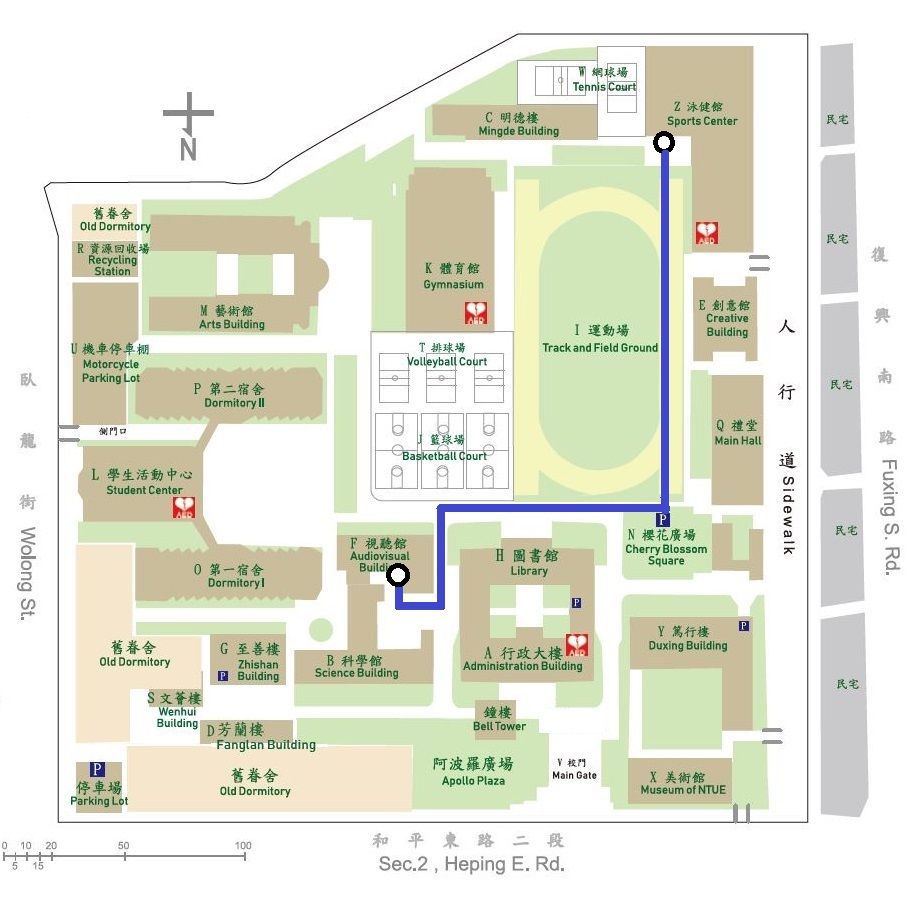 W 網球場
Tennis Court
Z 泳健館
Sports Center
C 明德樓
Mingde Building
民宅
N
舊眷舍
Old Dormitory
R 資源回收場
Recycling
Station
K 體育館
Gymnasium
AED
AED
民宅
復
興
南
路
Fuxing S. Rd.
M 藝術館
Arts Building
E 創意館
Creative
Building
人
行
道
Sidewalk
I 運動場
Track and Field Ground
U 機車停車棚
Motorcycle
Parking Lot
T 排球場
Volleyball Court
P 第二宿舍
Dormitory II
民宅
臥
龍
街
Wolong St.
側門口
J 籃球場
Basketball Court
Q 禮堂
Main Hall
L 學生活動中心
Student Center
AED
P
N 櫻花廣場
Cherry Blossom
Square
民宅
F 視聽館
Audiovisual
Building
H 圖書館
Library
O 第一宿舍
Dormitory I
P
P
Y 篤行樓
Duxing Building
舊眷舍
Old Dormitory
G 至善樓
Zhishan
Building
P
B 科學館
Science Building
A 行政大樓
Administration Building
AED
民宅
S 文薈樓
Wenhui
Building
鐘樓
Bell Tower
D 芳蘭樓
Fanglan Building
P
停車場
Parking Lot
舊眷舍
Old Dormitory
阿波羅廣場
Apollo Plaza
V 校門
Main Gate
X 美術館
Museum of NTUE
0 10 20 50 100
5 15
和平東路二段
Sec.2 , Heping E. Rd.